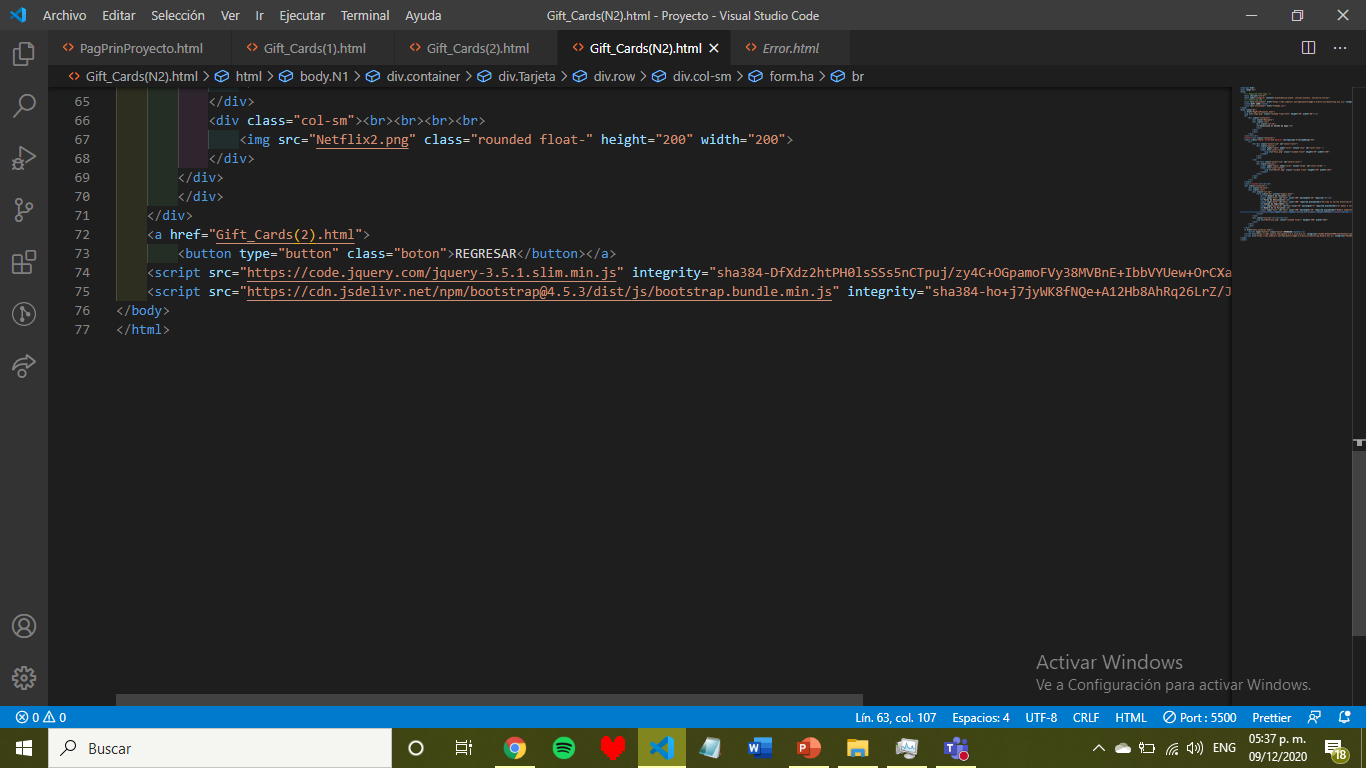 Archivo Editar Selección Ver Ir Ejecutar Terminal Ayuda Gift_Cards(N2).html - Proyecto - Visual Studio Code
PagPrinProyecto.html Gift_Cards(1).html Gift_Cards(2).html Gift_Cards(N2).html Error.html
Gift_Cards(N2).html > html > body.N1 > div.container > div.Tarjeta > div.row > div.col-sm > form.ha > br
65 </div>
66 <div class="col-sm"><br><br><br><br>
67 <img src="Netflix2.png" class="rounded float-" height="200" width="200">
68 </div>
69 </div>
70 </div>
71 </div>
72 <a href="Gift_Cards(2).html">
73 <button type="button" class="boton">REGRESAR</button></a>
74 <script src="https://code.jquery.com/jquery-3.5.1.slim.min.js" integrity="sha384-DfXdz2htPH0lsSSs5nCTpuj/zy4C+OGpamoFVy38MVBnE+IbbVYUew+OrCXa
75 <script src="https://cdn.jsdelivr.net/npm/bootstrap@4.5.3/dist/js/bootstrap.bundle.min.js" integrity="sha384-ho+j7jyWK8fNQe+A12Hb8AhRq26LrZ/J
76 </body>
77 </html>
Activar Windows
Ve a Configuración para activar Windows.
0 0 Lín. 63, col. 107 Espacios: 4 UTF-8 CRLF HTML Port : 5500 Prettier
Buscar ENG 05:37 p. m.
09/12/2020 18